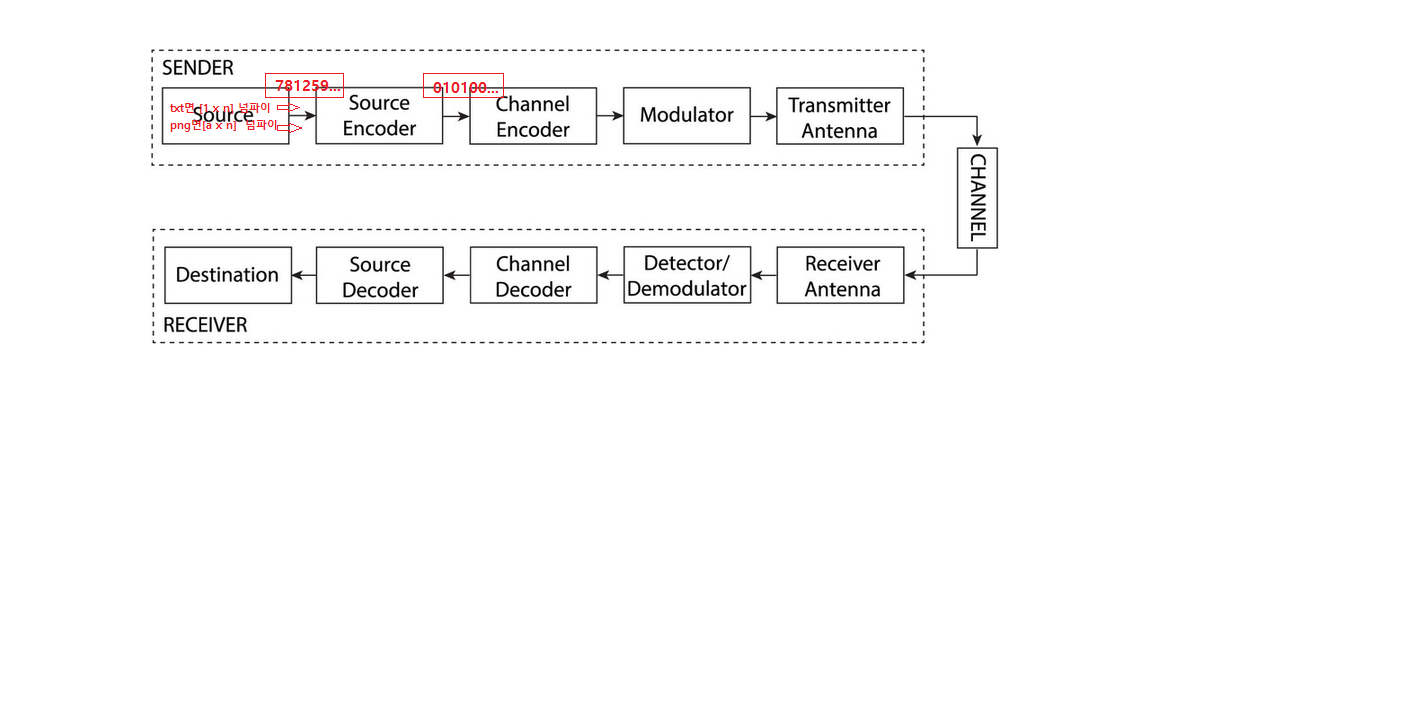 SENDER
781259...
010100...
txt면 [1 x n] 넘파이
png면[a x n] 넘파이
Source
Source
Encoder
Channel
Encoder
Modulator
Transmitter
Antenna
CHANNEL
Destination
Source
Decoder
Channel
Decoder
Detector/
Demodulator
Receiver
Antenna
RECEIVER